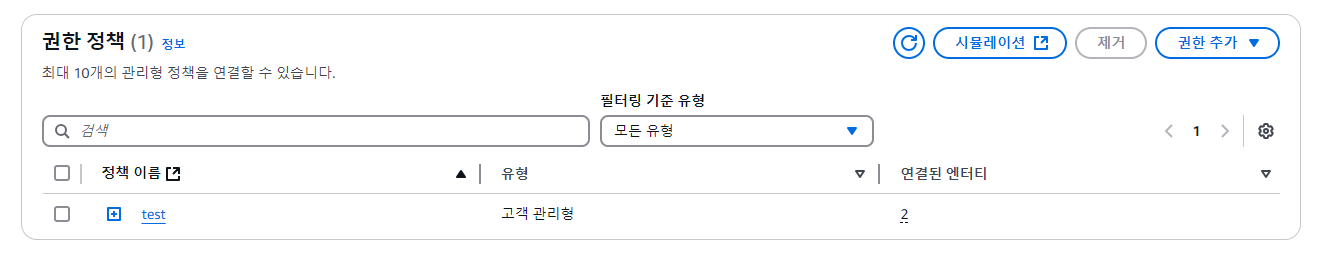 권한 정책 (1) 정보
시뮬레이션 제거 권한 추가
최대 10개의 관리형 정책을 연결할 수 있습니다.
필터링 기준 유형
검색 모든 유형 1
정책 이름 유형 연결된 엔터티
test 고객 관리형 2